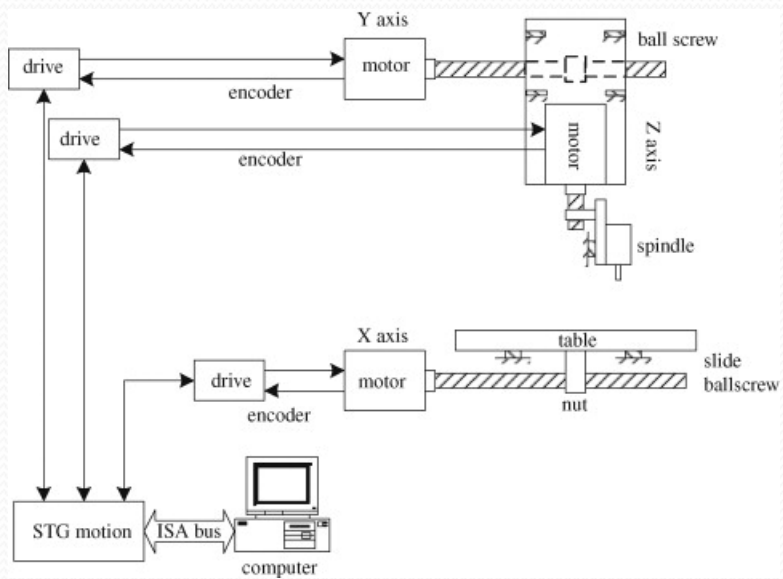 Y axis
ball screw
drive
motor
encoder
drive
motor
Z axis
encoder
spindle
X axis
table
slide
drive
motor
ballscrew
encoder
nut
STG motion
ISA bus
computer